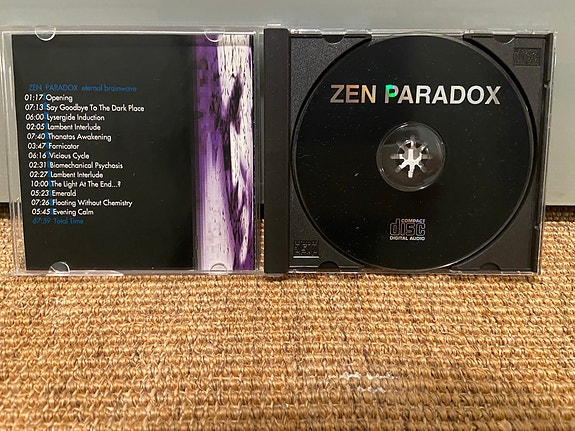 ZEN PARADOX eternal brainwave
01:17 Opening
07:13 Say Goodbye To The Dark Place
06:00 Lysergide Induction
02:05 Lambent Interlude
07:40 Thanatos Awakening
03:47 Fornicator
06:16 Vicious Cycle
02:31 Biomechanical Psychosis
02:27 Lambent Interlude
10:00 The Light At The End...?
05:23 Emerald
07:26 Floating Without Chemistry
05:45 Evening Calm
67:59 Total Time
ZEN PARADOX
COMPACT
disc
DIGITAL AUDIO